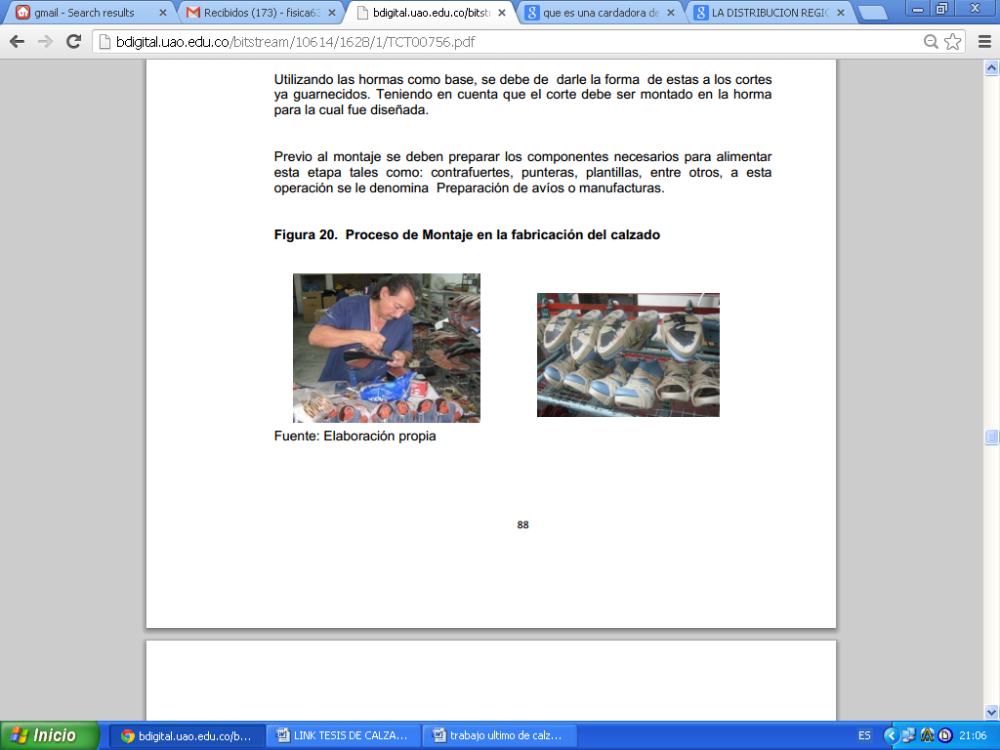 gmail - Search results
Recibidos (173) - fisica63
bdigital.uao.edu.co/bitst
que es una cardadora de
LA DISTRIBUCION REGIO
bdigital.uao.edu.co/bitstream/10614/1628/1/TCT00756.pdf
Utilizando las hormas como base, se debe de darle la forma de estas a los cortes
ya guarnecidos. Teniendo en cuenta que el corte debe ser montado en la horma
para la cual fue diseñada.
Previo al montaje se deben preparar los componentes necesarios para alimentar
esta etapa tales como: contrafuertes, punteras, plantillas, entre otros, a esta
operación se le denomina Preparación de avíos o manufacturas.
Figura 20. Proceso de Montaje en la fabricación del calzado
Fuente: Elaboración propia
88
Inicio
bdigital.uao.edu.co/b...
LINK TESIS DE CALZA...
trabajo ultimo de calz...
ES
21:06